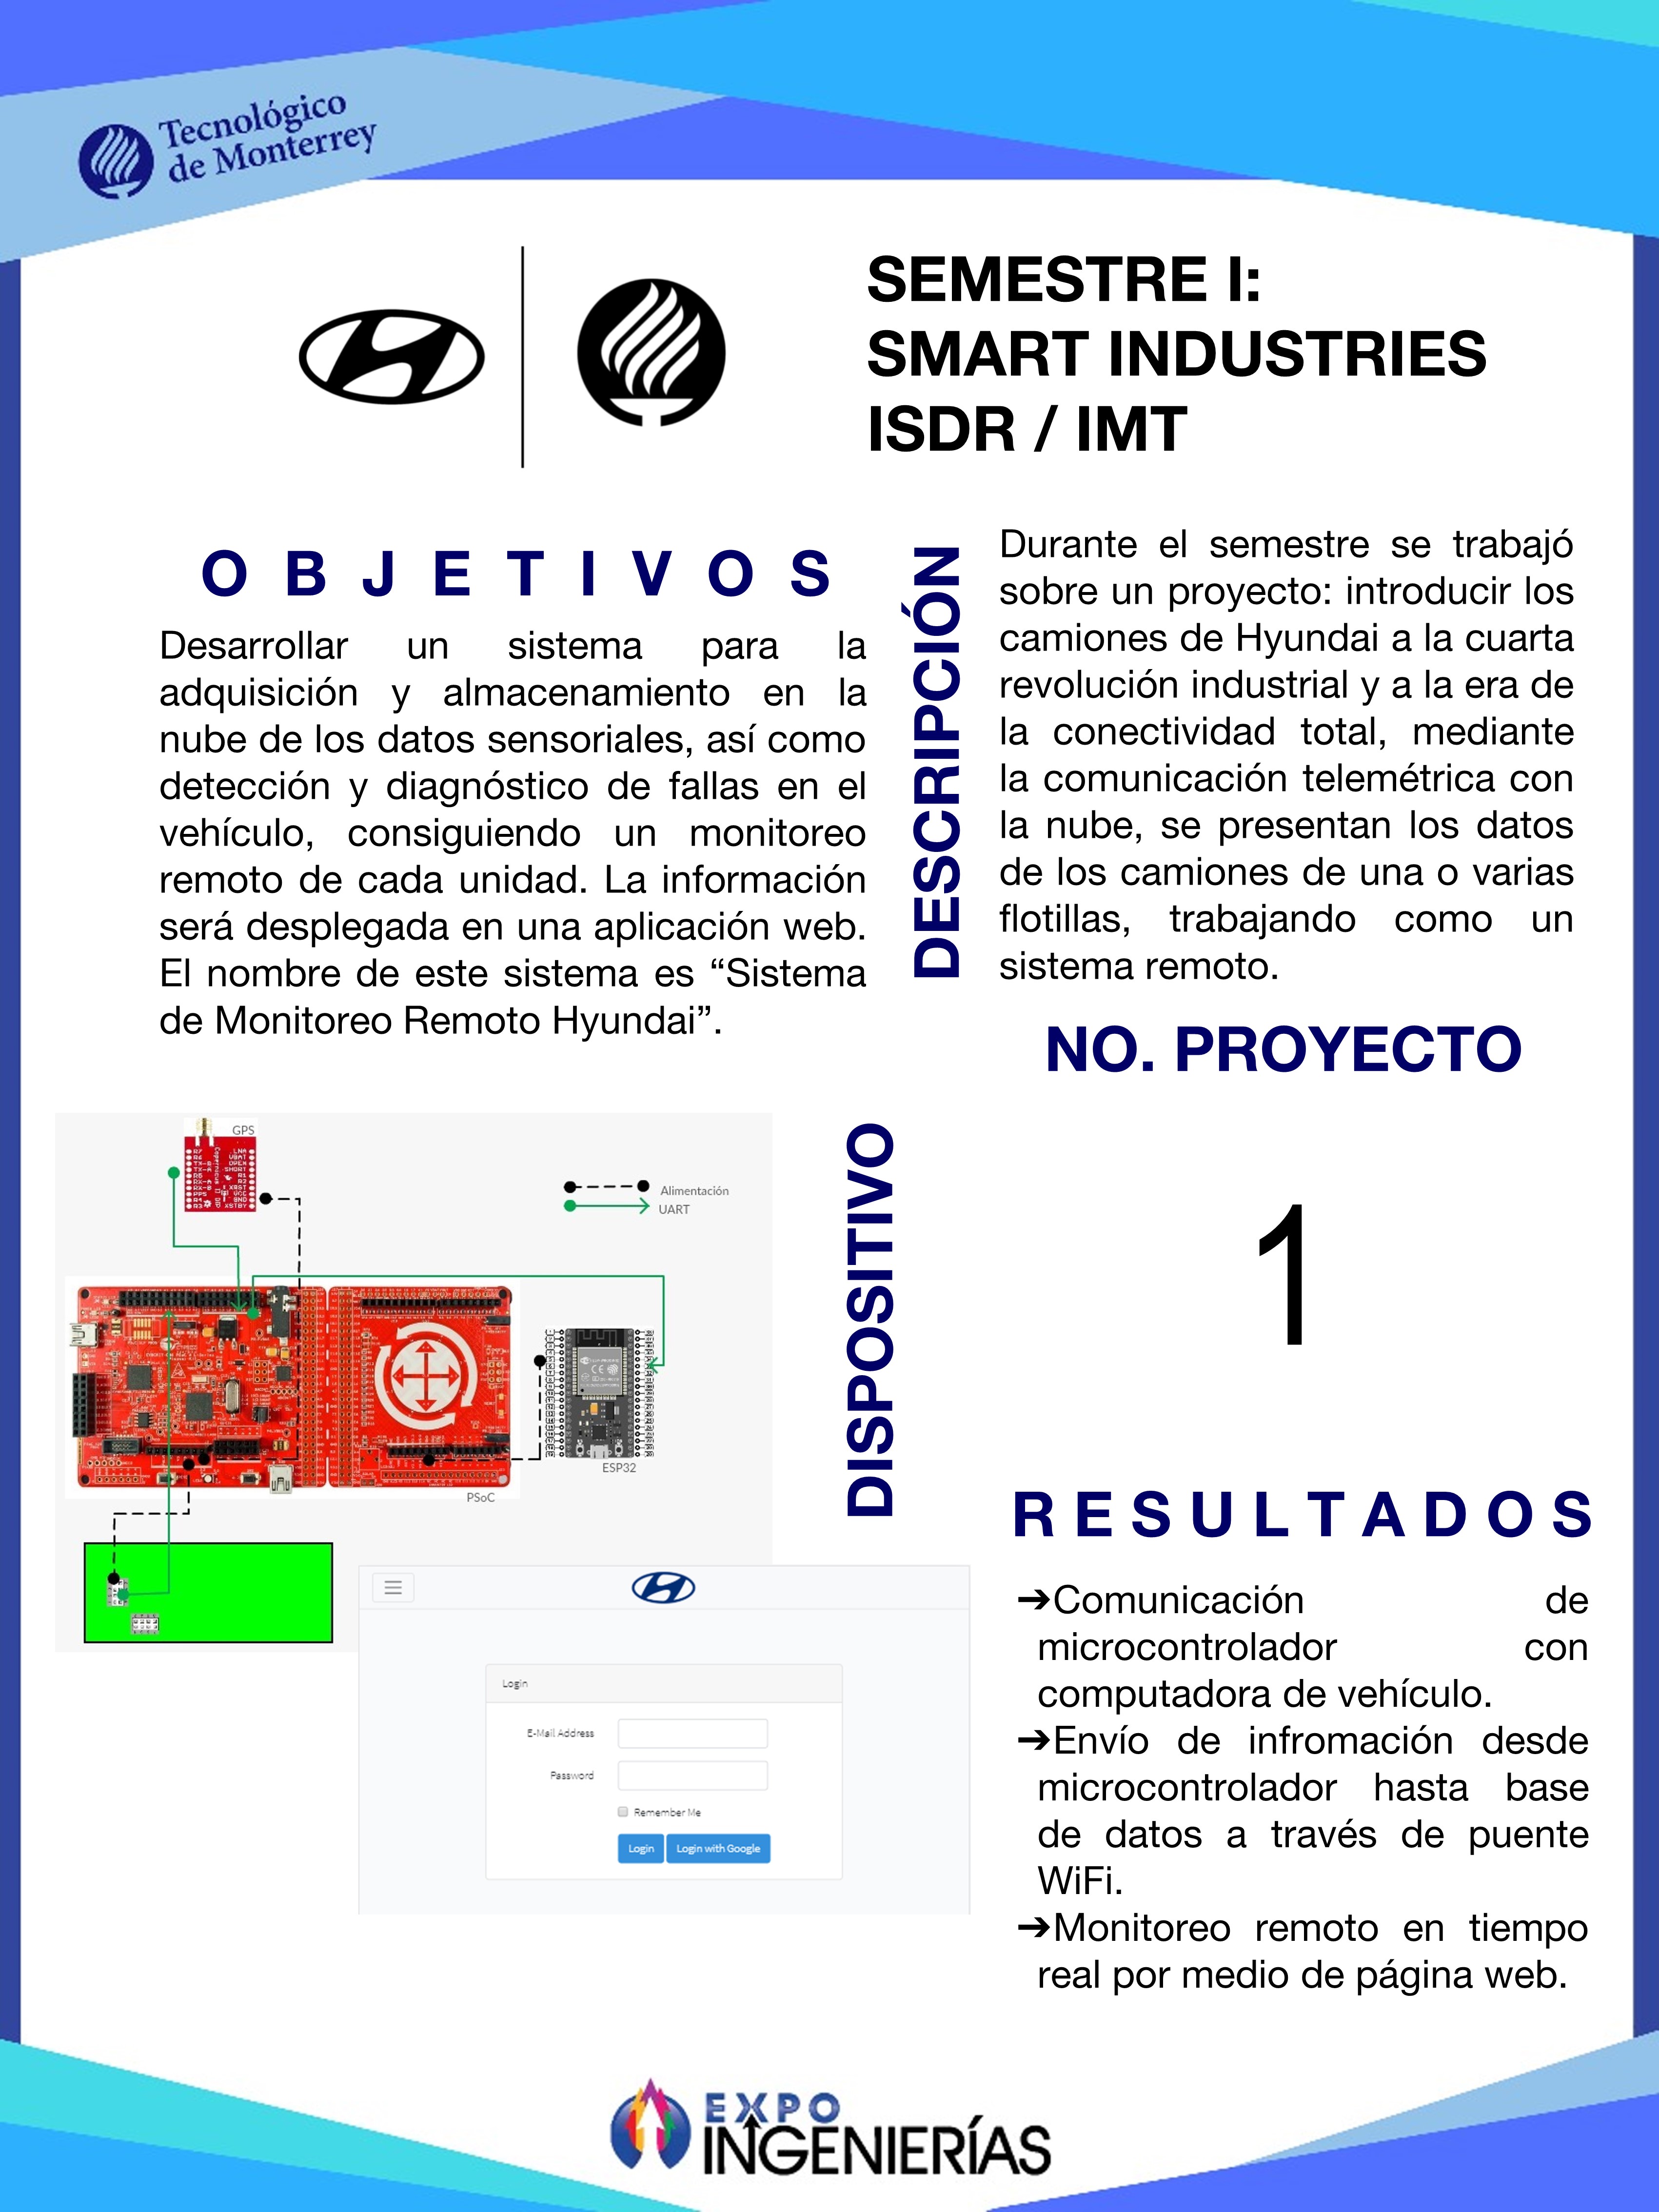 Tecnológico
de Monterrey
SEMESTRE I:
SMART INDUSTRIES
ISDR / IMT
OBJETIVOS
Desarrollar un sistema para la
adquisición y almacenamiento en la
nube de los datos sensoriales, así como
detección y diagnóstico de fallas en el
vehículo, consiguiendo un monitoreo
remoto de cada unidad. La información
será desplegada en una aplicación web.
El nombre de este sistema es “Sistema
de Monitoreo Remoto Hyundai”.
DESCRIPCIÓN
Durante el semestre se trabajó
sobre un proyecto: introducir los
camiones de Hyundai a la cuarta
revolución industrial y a la era de
la conectividad total, mediante
la comunicación telemétrica con
la nube, se presentan los datos
de los camiones de una o varias
flotillas, trabajando como un
sistema remoto.
NO. PROYECTO
1
DISPOSITIVO
GPS
Alimentación
UART
ESP32
PSoC
Login
E-Mail Address
Password
Remember Me
Login
Login with Google
RESULTADOS
➔Comunicación de
microcontrolador con
computadora de vehículo.
➔Envío de infromación desde
microcontrolador hasta base
de datos a través de puente
WiFi.
➔Monitoreo remoto en tiempo
real por medio de página web.
EXPO
INGENIERÍAS